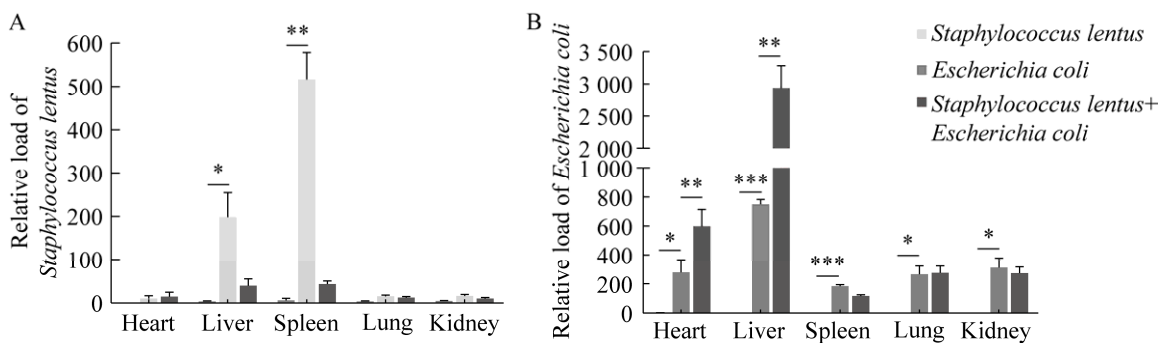 A
Relative load of
Staphylococcus lentus
600
500
400
300
200
100
0
**
*
Heart Liver Spleen Lung Kidney
B
Relative load of Escherichia coli
3 500
3 000
2 500
2 000
1 000
800
600
400
200
0
*
**
***
**
***
*
*
Heart Liver Spleen Lung Kidney
Staphylococcus lentus
Escherichia coli
Staphylococcus lentus+
Escherichia coli